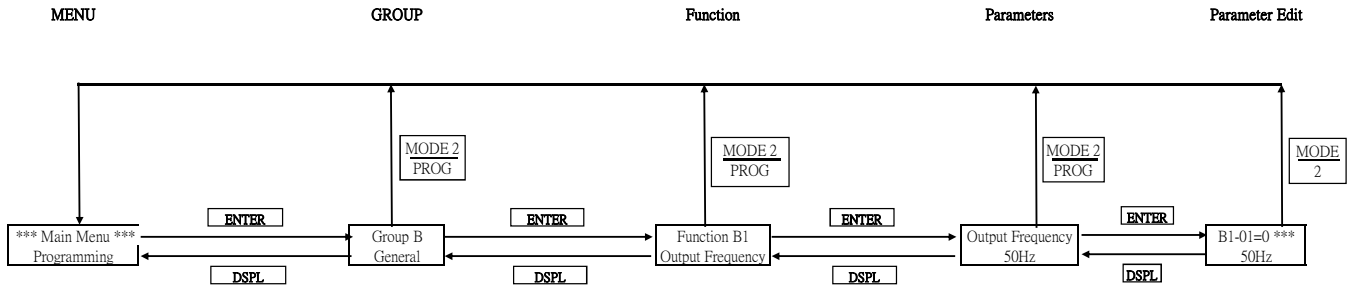 MENU
GROUP
Function
Parameters
Parameter Edit
MODE 2
PROG
MODE 2
PROG
MODE 2
PROG
MODE
2
ENTER
ENTER
ENTER
ENTER
*** Main Menu ***
Programming
Group B
General
Function B1
Output Frequency
Output Frequency
50Hz
B1-01=0 ***
50Hz
DSPL
DSPL
DSPL
DSPL